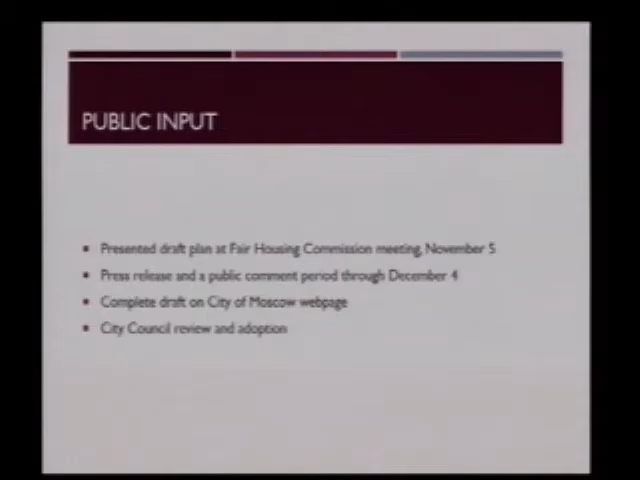 PUBLIC INPUT
Presented draft plan at Fair Housing Commission meeting, November 5
Press release and a public comment period through December 4
Complete draft on City of Moscow webpage
City Council review and adoption